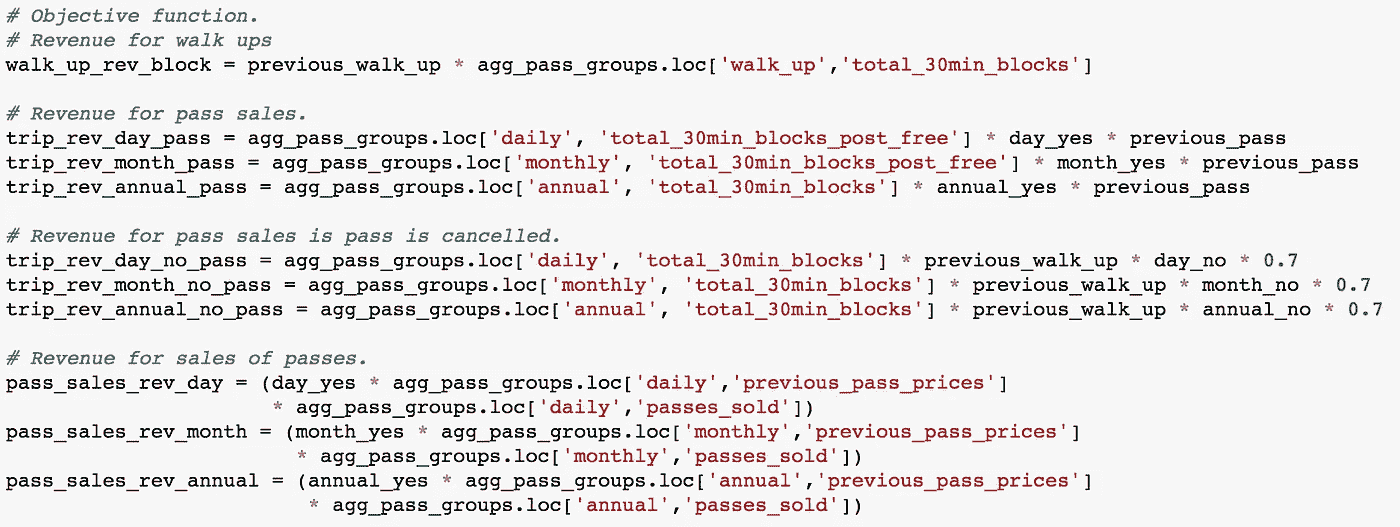 # Objective function.
# Revenue for walk ups
walk_up_rev_block = previous_walk_up * agg_pass_groups.loc['walk_up','total_30min_blocks']

# Revenue for pass sales.
trip_rev_day_pass = agg_pass_groups.loc['daily', 'total_30min_blocks_post_free'] * day_yes * previous_pass
trip_rev_month_pass = agg_pass_groups.loc['monthly', 'total_30min_blocks_post_free'] * month_yes * previous_pass
trip_rev_annual_pass = agg_pass_groups.loc['annual', 'total_30min_blocks'] * annual_yes * previous_pass

# Revenue for pass sales is pass is cancelled.
trip_rev_day_no_pass = agg_pass_groups.loc['daily', 'total_30min_blocks'] * previous_walk_up * day_no * 0.7
trip_rev_month_no_pass = agg_pass_groups.loc['monthly', 'total_30min_blocks'] * previous_walk_up * month_no * 0.7
trip_rev_annual_no_pass = agg_pass_groups.loc['annual', 'total_30min_blocks'] * previous_walk_up * annual_no * 0.7

# Revenue for sales of passes.
pass_sales_rev_day = (day_yes * agg_pass_groups.loc['daily','previous_pass_prices']
                      * agg_pass_groups.loc['daily','passes_sold'])
pass_sales_rev_month = (month_yes * agg_pass_groups.loc['monthly','previous_pass_prices']
                        * agg_pass_groups.loc['monthly','passes_sold'])
pass_sales_rev_annual = (annual_yes * agg_pass_groups.loc['annual','previous_pass_prices']
                         * agg_pass_groups.loc['annual','passes_sold'])